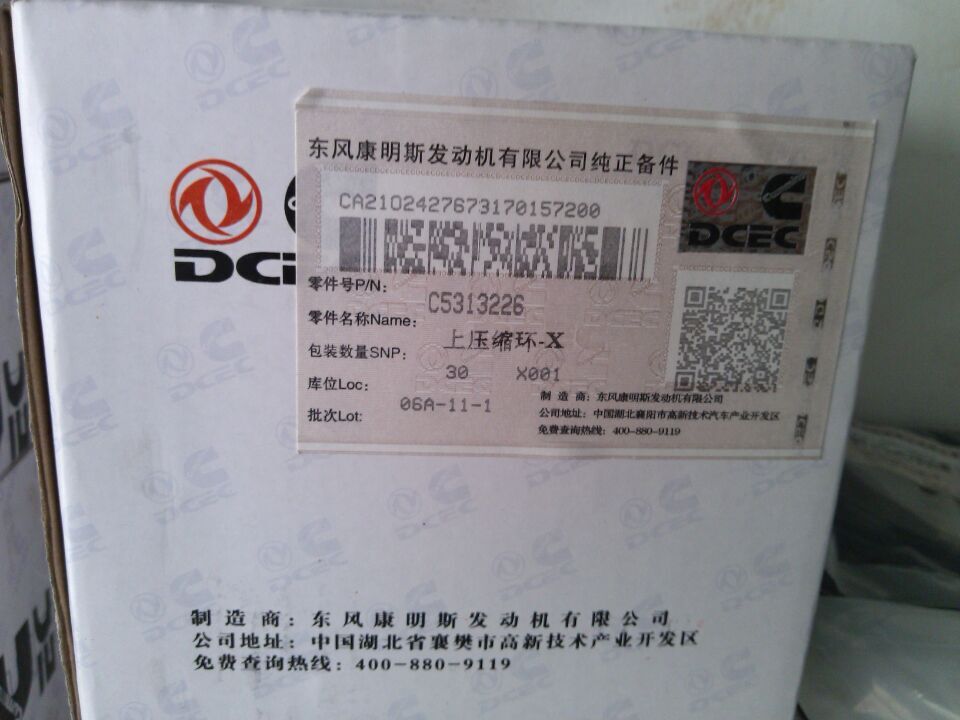 DCEC
东风康明斯发动机有限公司纯正备件
CA21024276731701 57200
DCEC
零件号P/N: C5313226
零件名称Name: 上压缩环-X
包装数量SNP: 30 X001
库位Loc: 06A-11-1
批次Lot:
制 造 商: 东风康明斯发动机有限公司
公司地址: 中国湖北襄阳市高新技术汽车产业开发区
免费查询热线: 400-880-9119
制 造 商: 东风康明斯发动机有限公司
公司地址: 中国湖北省襄樊市高新技术产业开发区
免费查询热线: 400-880-9119